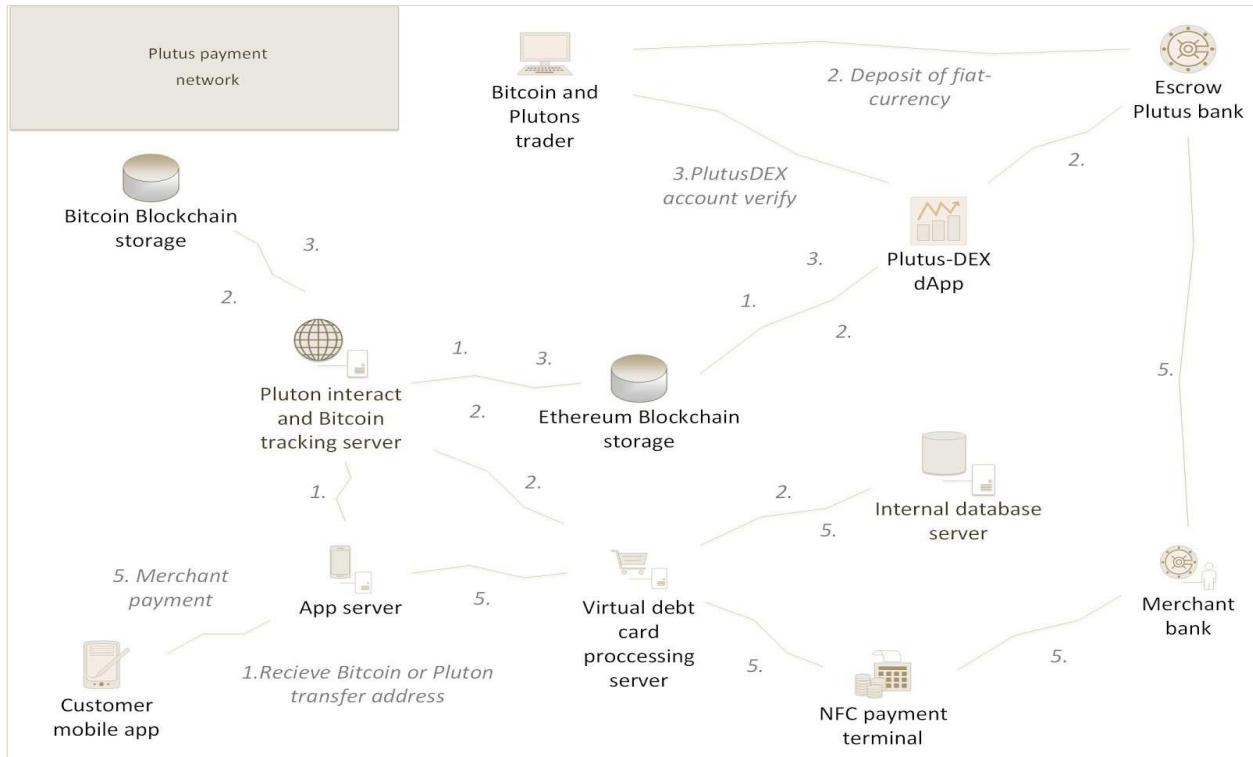 Plutus payment
network
Bitcoin and
Plutons
trader
2. Deposit of fiat-
currency
Escrow
Plutus bank
2.
3.PlutusDEX
account verify
Bitcoin Blockchain
storage
3.
2.
Plutus-DEX
dApp
3.
1.
2.
5.
Pluton interact
and Bitcoin
tracking server
1.
3.
2.
Ethereum Blockchain
storage
1.
2.
2.
5.
Internal database
server
5. Merchant
payment
App server
5.
Virtual debt
card
proccessing
server
Merchant
bank
Customer
mobile app
1.Recieve Bitcoin or Pluton
transfer address
5.
NFC payment
terminal
5.